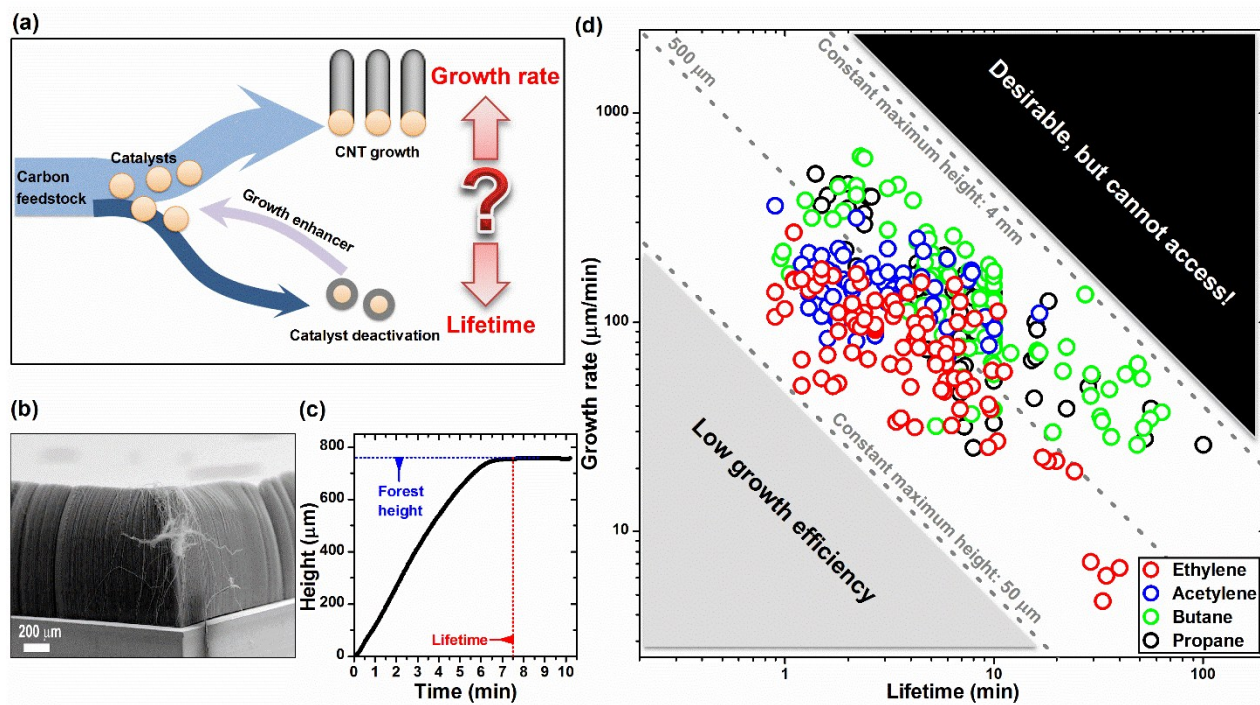 (a)
Growth rate
CNT growth
Catalysts
Carbon
feedstock
Growth enhancer
?
Catalyst deactivation
Lifetime
(b)
200 μm
(c)
800
600
400
200
0
Height (μm)
Forest
height
Lifetime
0 1 2 3 4 5 6 7 8 9 10
Time (min)
(d)
1000
100
10
Growth rate (μm/min)
500 μm
Constant maximum height: 4 mm
Desirable, but cannot access!
Low growth efficiency
Constant maximum height: 50 μm
Ethylene
Acetylene
Butane
Propane
1 10 100
Lifetime (min)